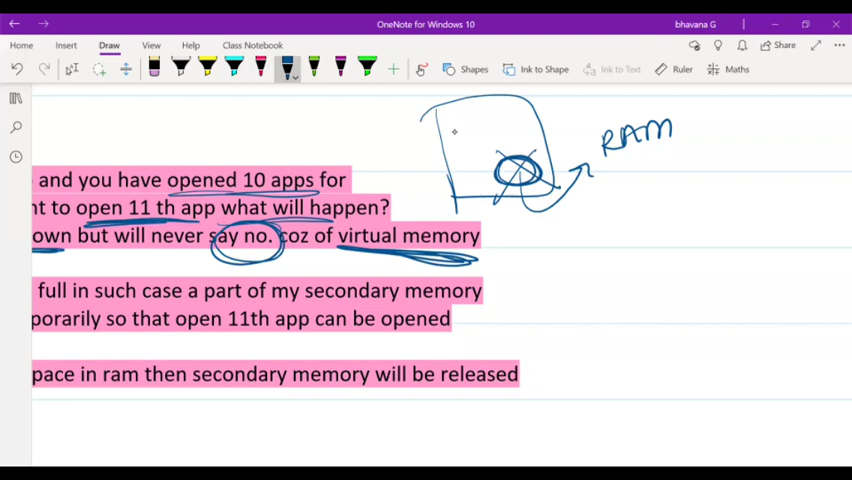 OneNote for Windows 10
bhavana G
Home Insert Draw View Help Class Notebook
Share
Shapes Ink to Shape Ink to Text Ruler Maths
RAM
and you have opened 10 apps for
nt to open 11 th app what will happen?
own but will never say no. coz of virtual memory
full in such case a part of my secondary memory
porarily so that open 11th app can be opened
pace in ram then secondary memory will be released